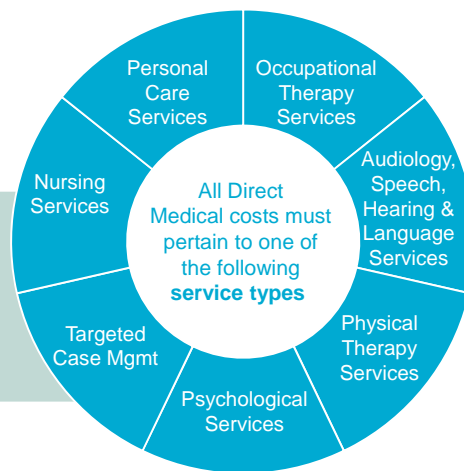 Personal
Care
Services
Occupational
Therapy
Services
Audiology,
Speech,
Hearing &
Language
Services
Physical
Therapy
Services
Psychological
Services
Targeted
Case Mgmt
Nursing
Services
All Direct
Medical costs must
pertain to one of
the following
service types